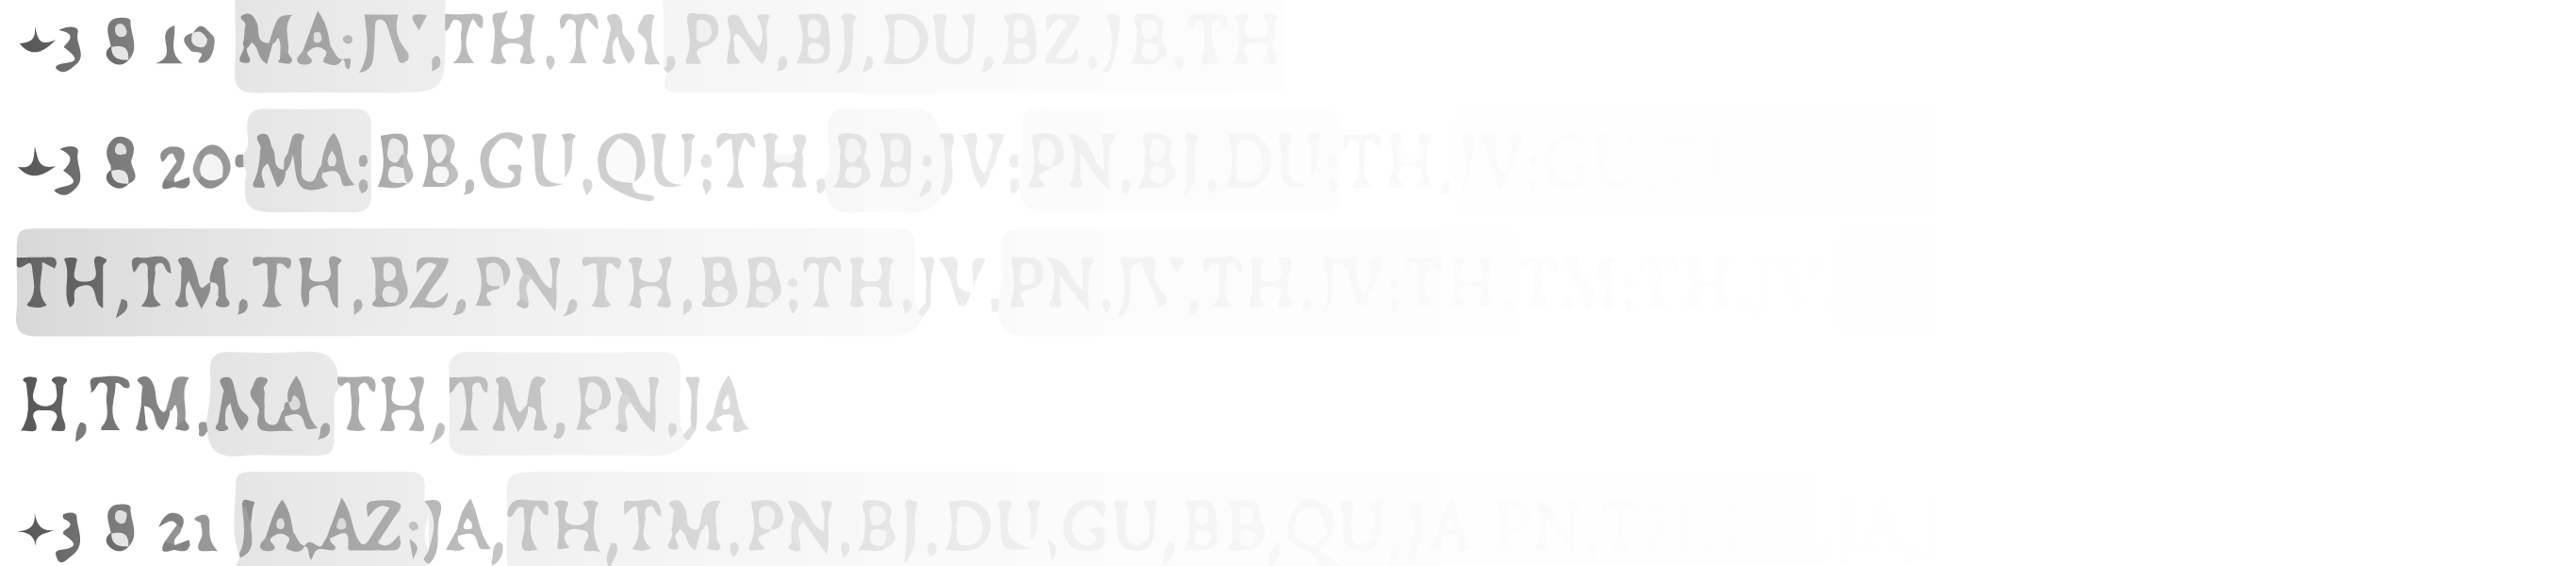 ✦3 8 19 MA:JV,TH,TM,PN,BJ,DU,BZ,JB,TH
✦3 8 20·MA:BB,GU,QU:TH,BB;JV:PN,BJ,DU:TH,JV:GU,TH
TH,TM,TH,BZ,PN,TH,BB:TH,JV,PN,JV,TH,JV:TH,TM:TH,JV
H,TM,MA,TH,TM,PN,JA
✦3 8 21 JA,AZ;JA,TH,TM,PN,BJ,DU,GU,BB,QU,JA PN,TH,